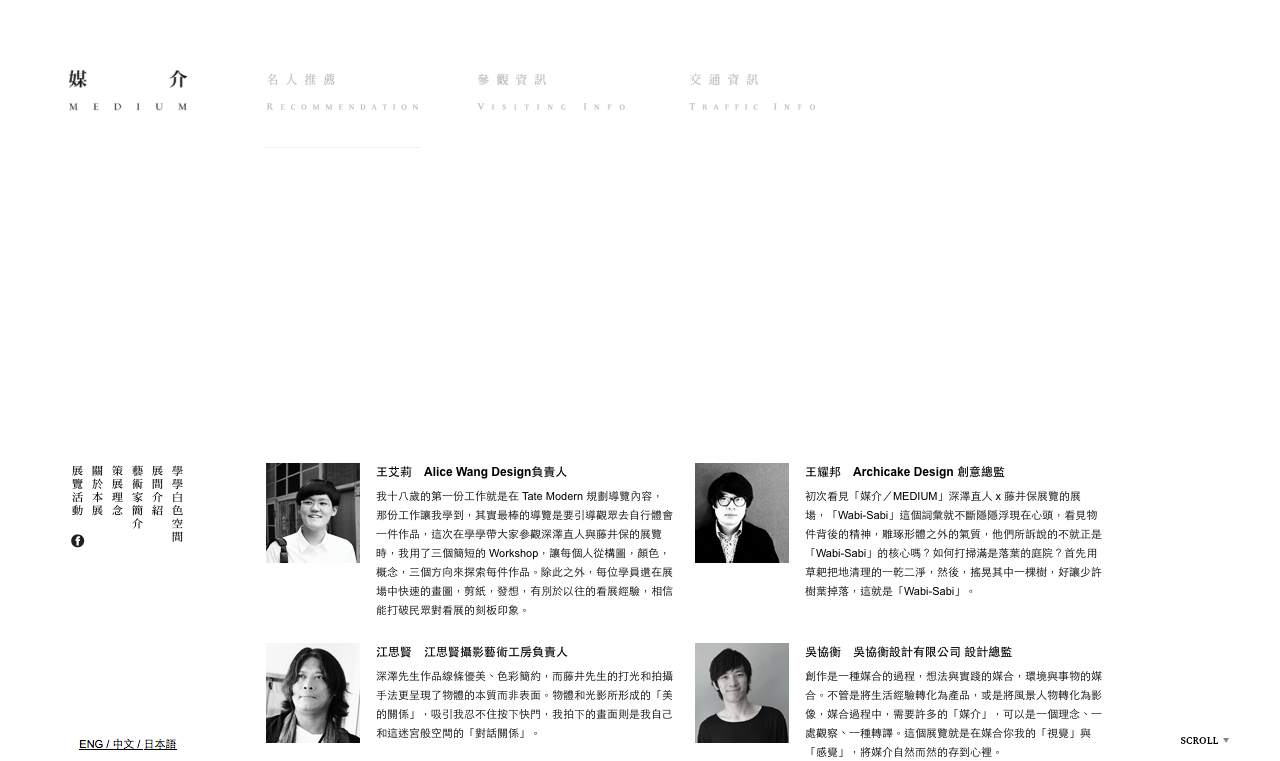 媒介
MEDIUM
名人推薦
RECOMMENDATION
參觀資訊
VISITING INFO
交通資訊
TRAFFIC INFO
學學白色空間
展間介紹
藝術家簡介
策展理念
關於本展
展覽活動
王艾莉　Alice Wang Design負責人
我十八歲的第一份工作就是在 Tate Modern 規劃導覽內容，
那份工作讓我學到，其實最棒的導覽是要引導觀眾去自行體會
一件作品，這次在學學帶大家參觀深澤直人與藤井保的展覽
時，我用了三個簡短的 Workshop，讓每個人從構圖，顏色，
概念，三個方向來探索每件作品。除此之外，每位學員還在展
場中快速的畫圖，剪紙，發想，有別於以往的看展經驗，相信
能打破民眾對看展的刻板印象。
王耀邦　Archicake Design 創意總監
初次看見「媒介／MEDIUM」深澤直人 x 藤井保展覽的展
場，「Wabi-Sabi」這個詞彙就不斷隱隱浮現在心頭，看見物
件背後的精神，雕琢形體之外的氣質，他們所訴說的不就正是
「Wabi-Sabi」的核心嗎？如何打掃滿是落葉的庭院？首先用
草耙把地清理的一乾二淨，然後，搖晃其中一棵樹，好讓少許
樹葉掉落，這就是「Wabi-Sabi」。
江思賢　江思賢攝影藝術工房負責人
深澤先生作品線條優美、色彩簡約，而藤井先生的打光和拍攝
手法更呈現了物體的本質而非表面。物體和光影所形成的「美
的關係」，吸引我忍不住按下快門，我拍下的畫面則是我自己
和這迷宮般空間的「對話關係」。
吳協衡　吳協衡設計有限公司 設計總監
創作是一種媒合的過程，想法與實踐的媒合，環境與事物的媒
合。不管是將生活經驗轉化為產品，或是將風景人物轉化為影
像，媒合過程中，需要許多的「媒介」，可以是一個理念、一
處觀察、一種轉譯。這個展覽就是在媒合你我的「視覺」與
「感覺」，將媒介自然而然的存到心裡。
ENG / 中文 / 日本語
SCROLL